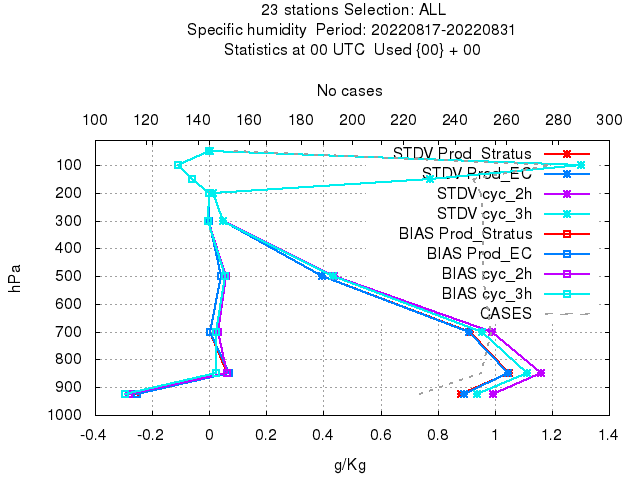 23 stations Selection: ALL
Specific humidity  Period: 20220817-20220831
Statistics at 00 UTC  Used {00} + 00
No cases
100 120 140 160 180 200 220 240 260 280 300
STDV Prod_Stratus
STDV Prod_EC
STDV cyc_2h
STDV cyc_3h
BIAS Prod_Stratus
BIAS Prod_EC
BIAS cyc_2h
BIAS cyc_3h
CASES
hPa
100
200
300
400
500
600
700
800
900
1000
-0.4 -0.2 0 0.2 0.4 0.6 0.8 1 1.2 1.4
g/Kg